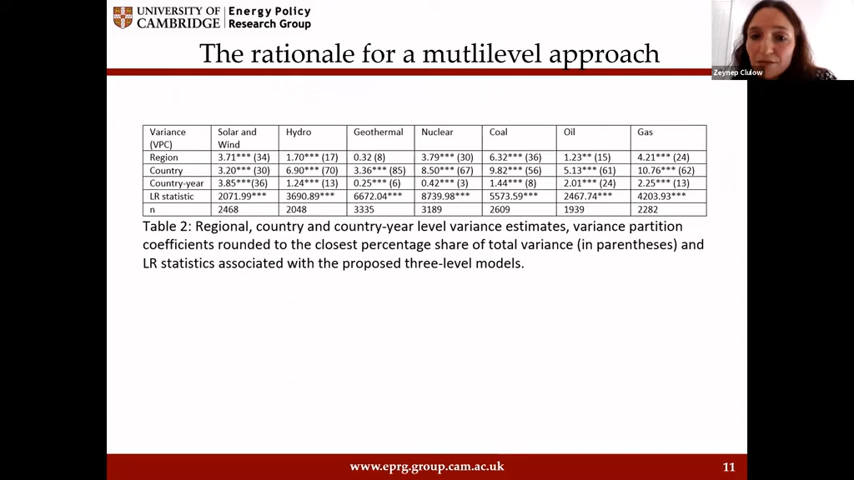 UNIVERSITY OF
CAMBRIDGE
Energy Policy
Research Group
The rationale for a mutlilevel approach
Zeynep Clulow
Variance (VPC) Solar and Wind Hydro Geothermal Nuclear Coal Oil Gas
Region 3.71*** (34) 1.70*** (17) 0.32 (8) 3.79*** (30) 6.32*** (36) 1.23** (15) 4.21*** (24)
Country 3.20*** (30) 6.90*** (70) 3.36*** (85) 8.50*** (67) 9.82*** (56) 5.13*** (61) 10.76*** (62)
Country-year 3.85***(36) 1.24*** (13) 0.25*** (6) 0.42*** (3) 1.44*** (8) 2.01*** (24) 2.25*** (13)
LR statistic 2071.99*** 3690.89*** 6672.04*** 8739.98*** 5573.59*** 2467.74*** 4203.93***
n 2468 2048 3335 3189 2609 1939 2282
Table 2: Regional, country and country-year level variance estimates, variance partition
coefficients rounded to the closest percentage share of total variance (in parentheses) and
LR statistics associated with the proposed three-level models.
www.eprg.group.cam.ac.uk
11